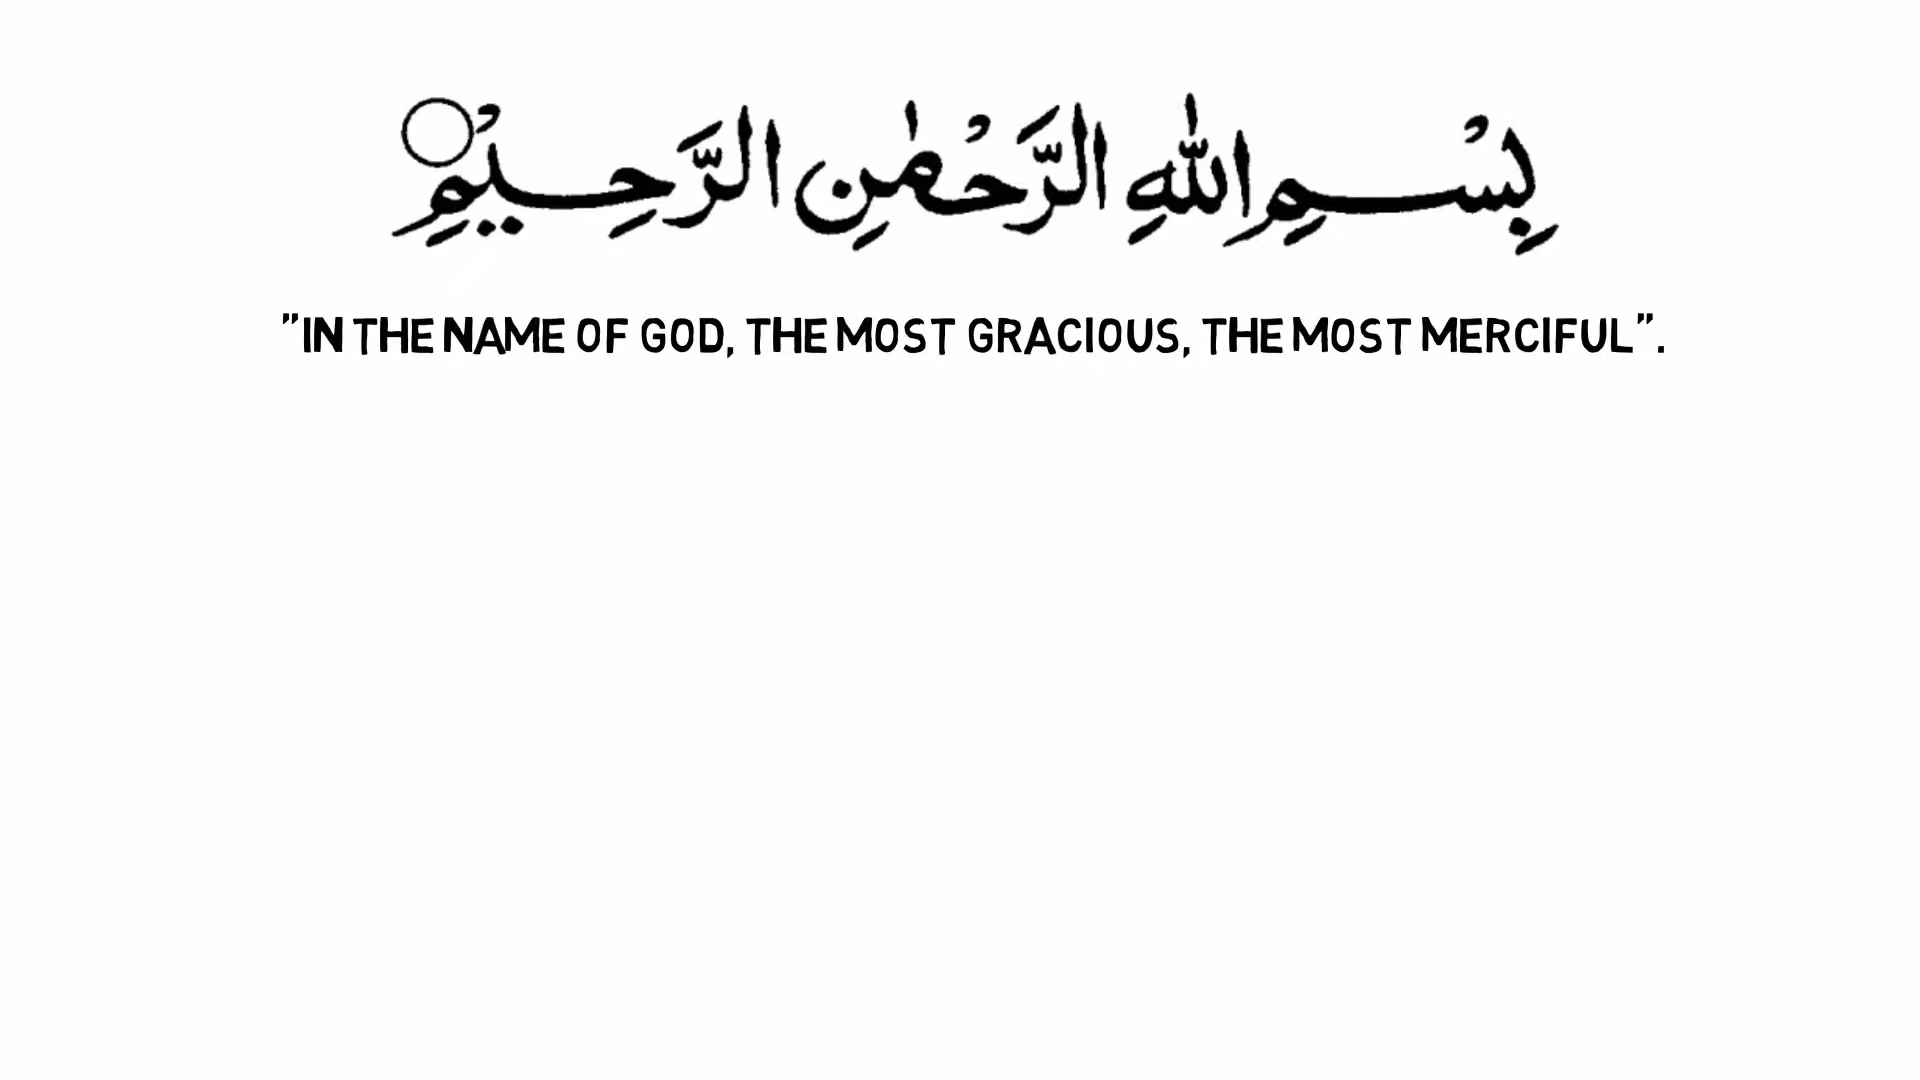 بِسْمِ اللّٰهِ الرَّحْمٰنِ الرَّحِيْمِ ○
"IN THE NAME OF GOD, THE MOST GRACIOUS, THE MOST MERCIFUL".